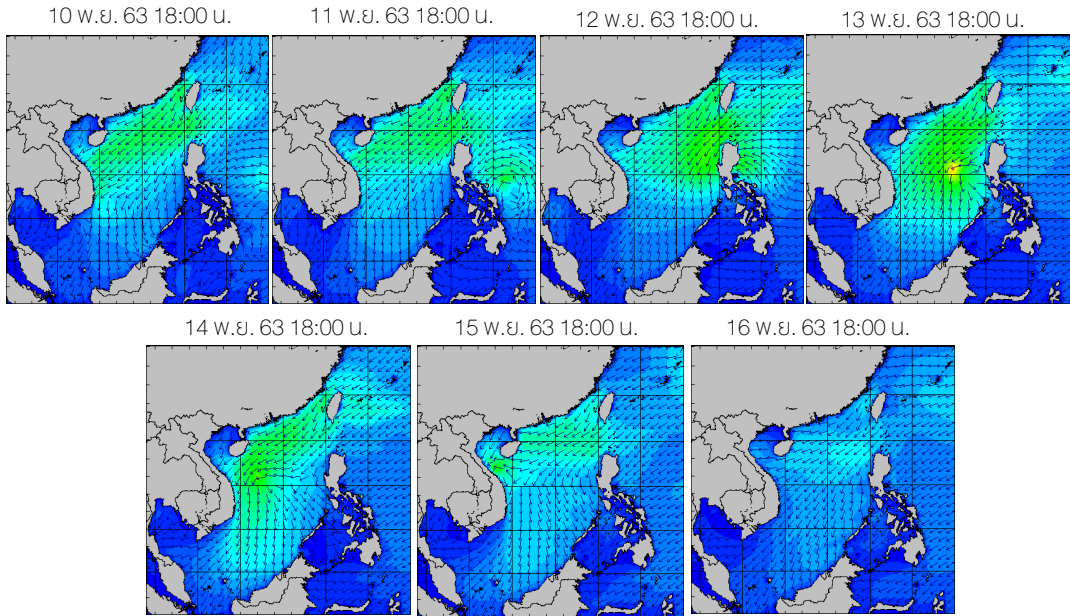 10 พ.ย. 63 18:00 น.
11 พ.ย. 63 18:00 น.
12 พ.ย. 63 18:00 น.
13 พ.ย. 63 18:00 น.
14 พ.ย. 63 18:00 น.
15 พ.ย. 63 18:00 น.
16 พ.ย. 63 18:00 น.